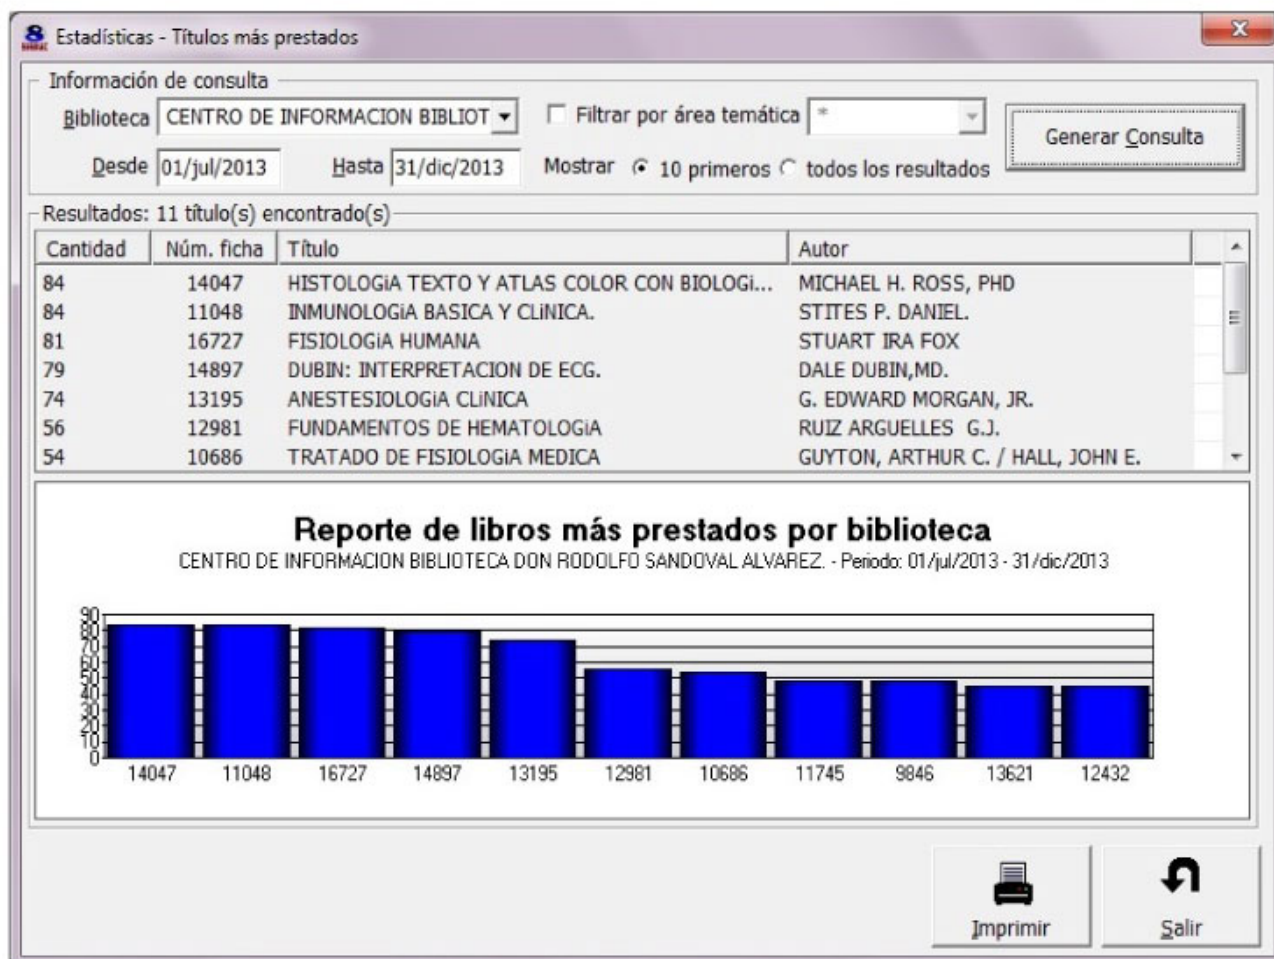 8 Estadísticas - Títulos más prestados
Información de consulta
Biblioteca CENTRO DE INFORMACION BIBLIOT Filtrar por área temática *
Generar Consulta
Desde 01/jul/2013 Hasta 31/dic/2013 Mostrar 10 primeros todos los resultados
Resultados: 11 título(s) encontrado(s)
Cantidad Núm. ficha Título Autor
84 14047 HISTOLOGiA TEXTO Y ATLAS COLOR CON BIOLOGi... MICHAEL H. ROSS, PHD
84 11048 INMUNOLOGiA BASICA Y CLiNICA. STITES P. DANIEL.
81 16727 FISIOLOGiA HUMANA STUART IRA FOX
79 14897 DUBIN: INTERPRETACION DE ECG. DALE DUBIN,MD.
74 13195 ANESTESIOLOGiA CLiNICA G. EDWARD MORGAN, JR.
56 12981 FUNDAMENTOS DE HEMATOLOGiA RUIZ ARGUELLES G.J.
54 10686 TRATADO DE FISIOLOGiA MEDICA GUYTON, ARTHUR C. / HALL, JOHN E.
Reporte de libros más prestados por biblioteca
CENTRO DE INFORMACION BIBLIOTECA DON RODOLFO SANDOVAL ALVAREZ. - Periodo: 01/jul/2013 - 31/dic/2013
90
80
70
60
50
40
30
20
10
0
14047 11048 16727 14897 13195 12981 10686 11745 9846 13621 12432
Imprimir Salir